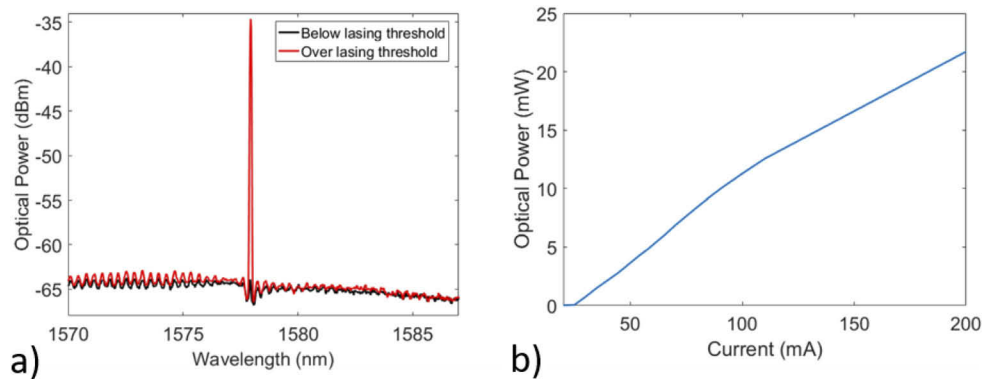 -35
-40
-45
-50
-55
-60
-65
Optical Power (dBm)
Below lasing threshold
Over lasing threshold
1570
1575
1580
1585
Wavelength (nm)
a)
25
20
15
10
5
0
Optical Power (mW)
50
100
150
200
Current (mA)
b)